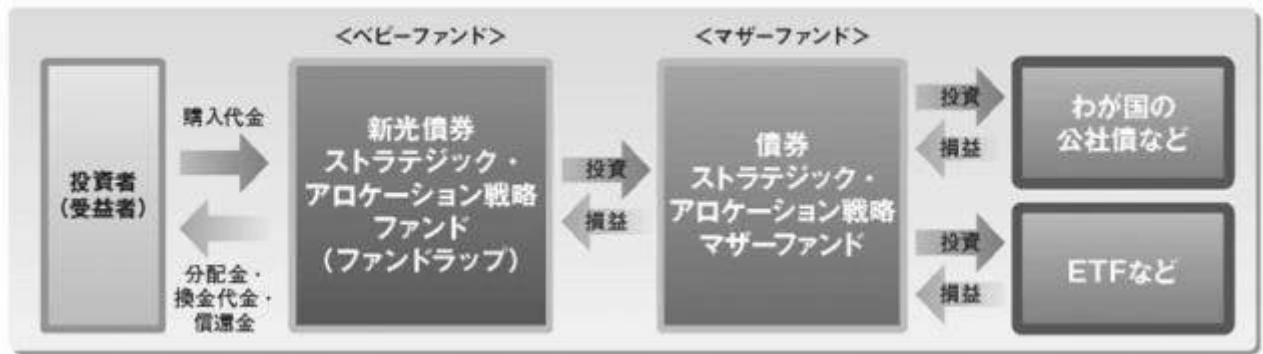 <ベビーファンド>
<マザーファンド>
投資者
(受益者)
購入代金
分配金・
換金代金・
償還金
新光債券
ストラテジック・
アロケーション戦略
ファンド
(ファンドラップ)
投資
損益
債券
ストラテジック・
アロケーション戦略
マザーファンド
投資
損益
わが国の
公社債など
投資
損益
ETFなど